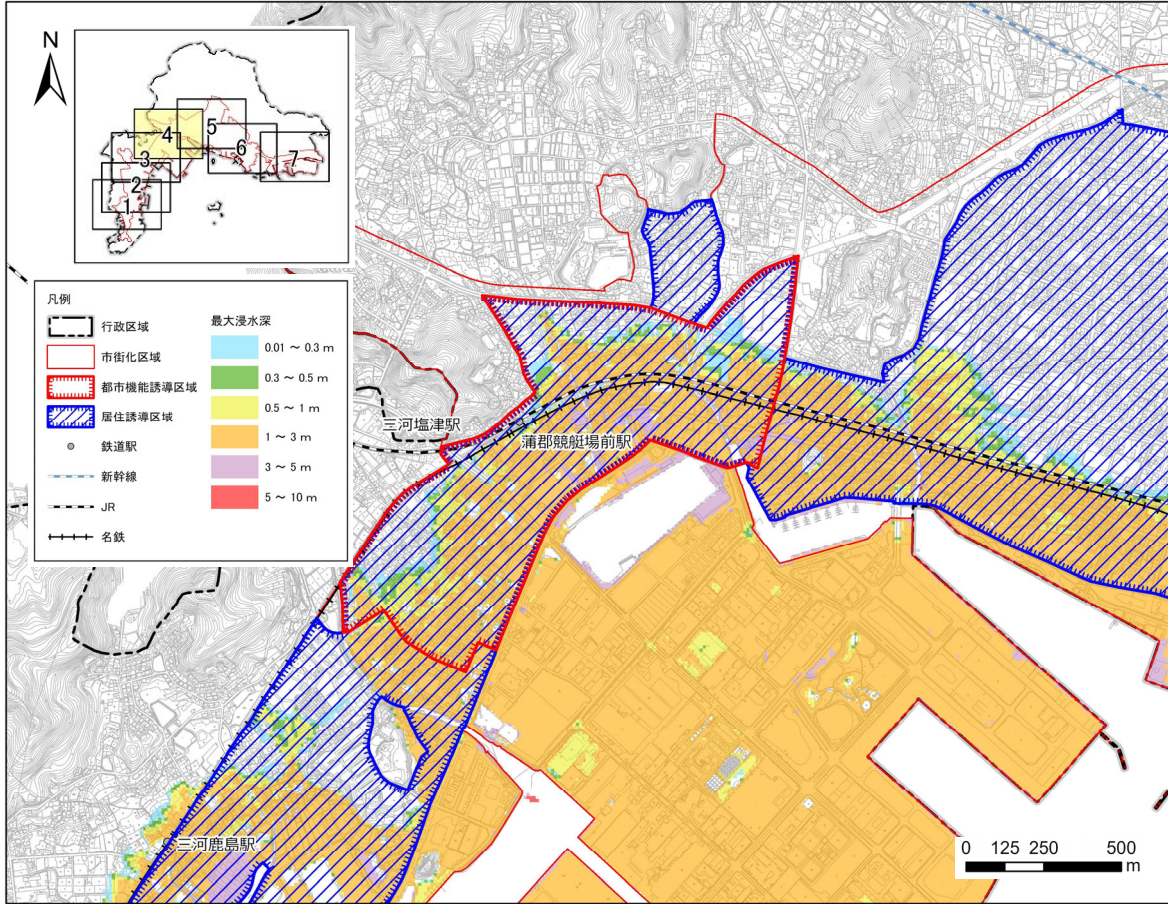 N
4
5
3
6
7
2
1
凡例
行政区域
市街化区域
都市機能誘導区域
居住誘導区域
鉄道駅
新幹線
JR
名鉄
最大浸水深
0.01 ～ 0.3 m
0.3 ～ 0.5 m
0.5 ～ 1 m
1 ～ 3 m
3 ～ 5 m
5 ～ 10 m
三河塩津駅
蒲郡競艇場前駅
三河鹿島駅
0 125 250 500
m